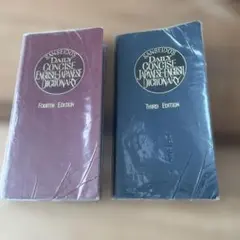 SANSEIDO'S
DAILY
CONCISE
ENGLISH-JAPANESE
DICTIONARY
FOURTH EDITION
SANSEIDO'S
DAILY
CONCISE
JAPANESE-ENGLISH
DICTIONARY
THIRD EDITION